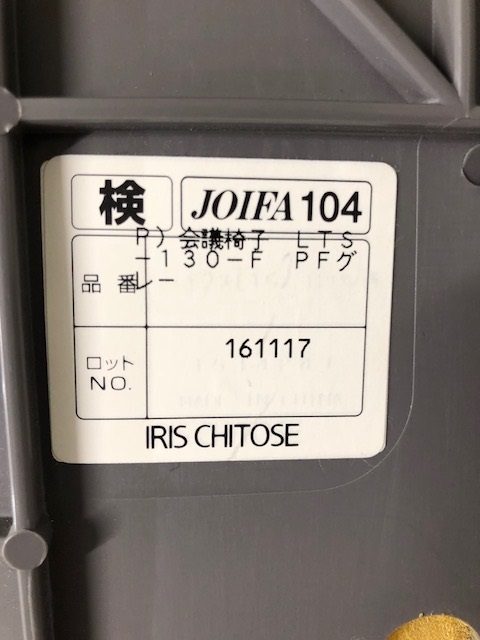 検 JOIFA 104
P) 会議椅子 LTS
-130-F PFグ
品番 レー
ロット
NO. 161117
IRIS CHITOSE